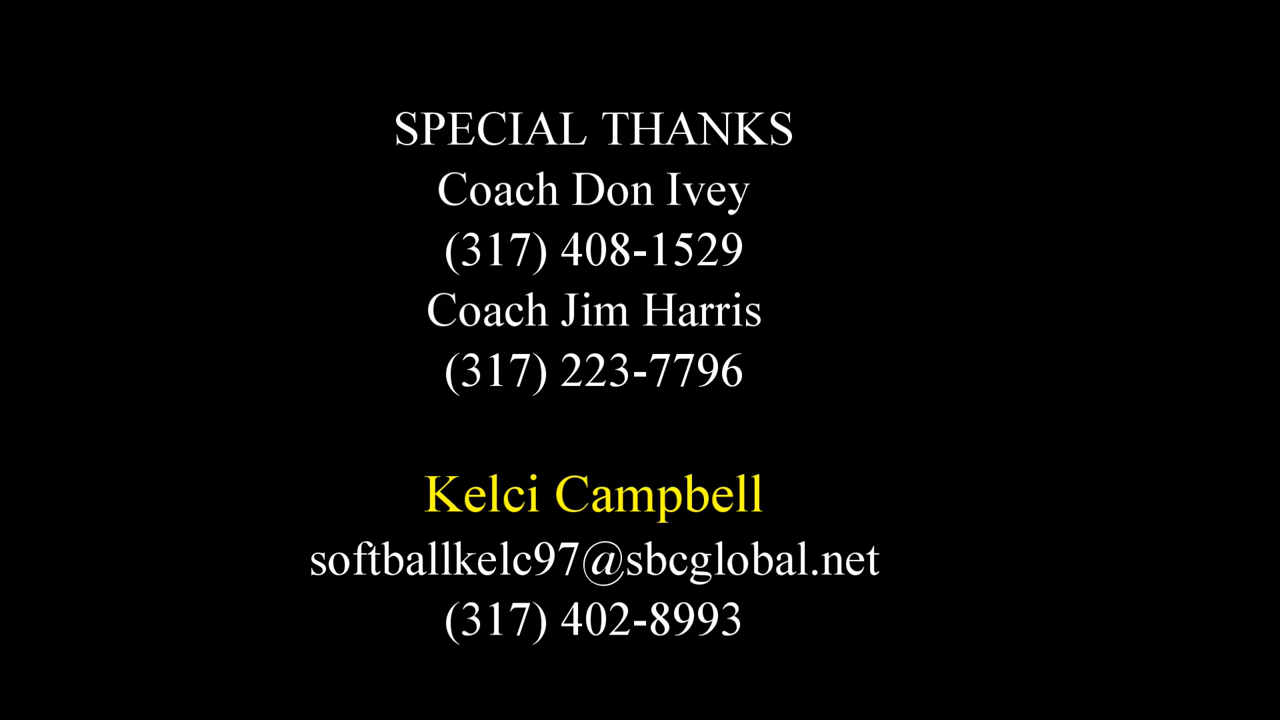 SPECIAL THANKS
Coach Don Ivey
(317) 408-1529
Coach Jim Harris
(317) 223-7796
Kelci Campbell
softballkelc97@sbcglobal.net
(317) 402-8993